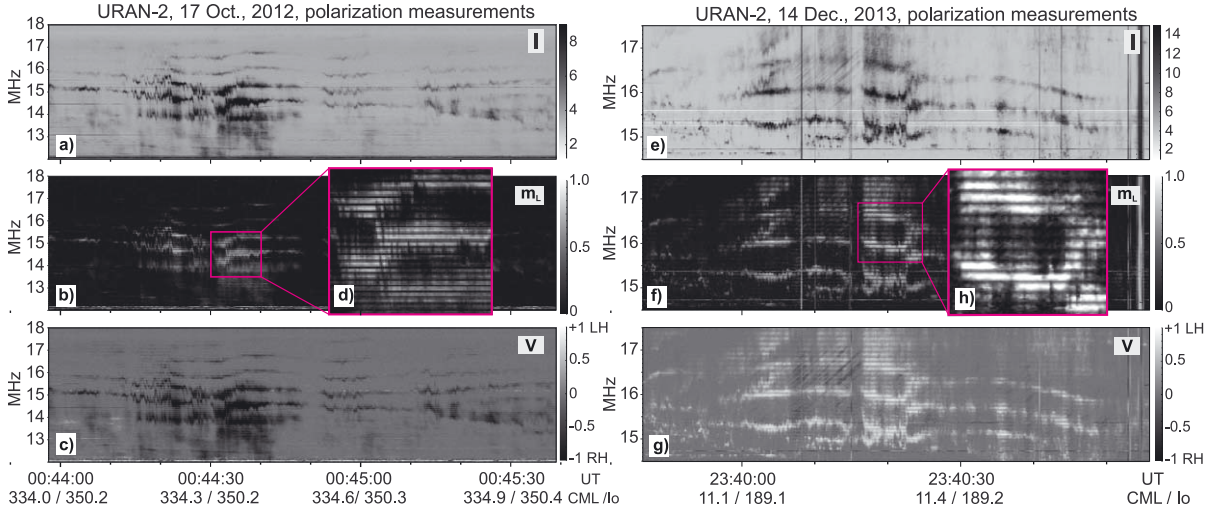 URAN-2, 17 Oct., 2012, polarization measurements
18
17
16
15
14
13
MHz
I
a)
8
6
4
2
18
17
16
15
14
13
MHz
m_L
b)
d)
1.0
0.5
0
18
17
16
15
14
13
MHz
V
c)
+1 LH
0.5
0
-0.5
-1 RH
00:44:00 00:44:30 00:45:00 00:45:30 UT
334.0 / 350.2 334.3 / 350.2 334.6/ 350.3 334.9 / 350.4 CML /Io
URAN-2, 14 Dec., 2013, polarization measurements
17
16
15
MHz
I
e)
14
12
10
8
6
4
2
17
16
15
MHz
m_L
f)
h)
1.0
0.5
0
17
16
15
MHz
V
g)
+1 LH
0.5
0
-0.5
-1 RH
23:40:00 23:40:30 UT
11.1 / 189.1 11.4 / 189.2 CML / Io